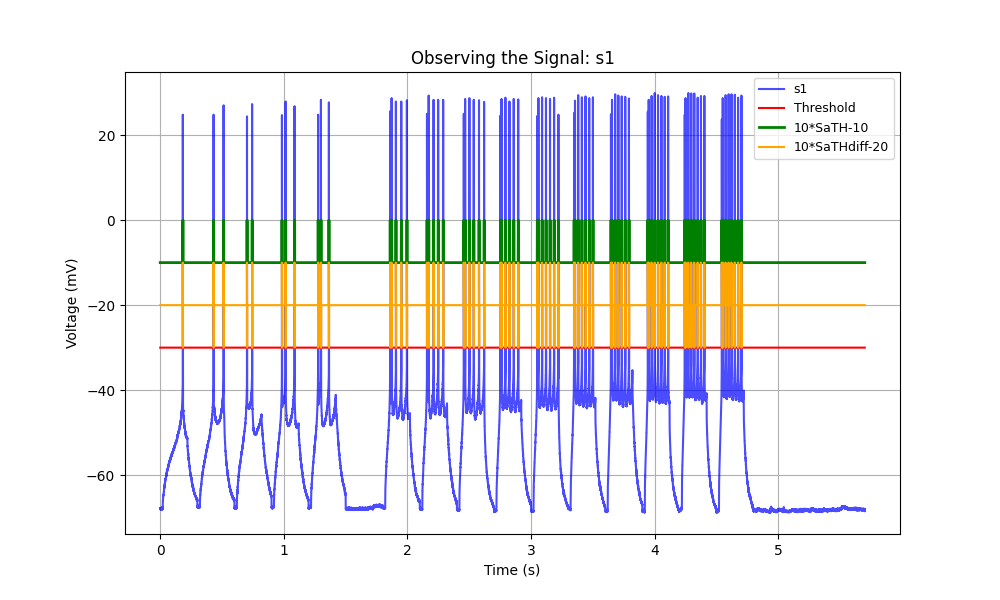 Observing the Signal: s1
s1
Threshold
10*SaTH-10
10*SaTHdiff-20
Voltage (mV)
20
0
−20
−40
−60
0 1 2 3 4 5
Time (s)